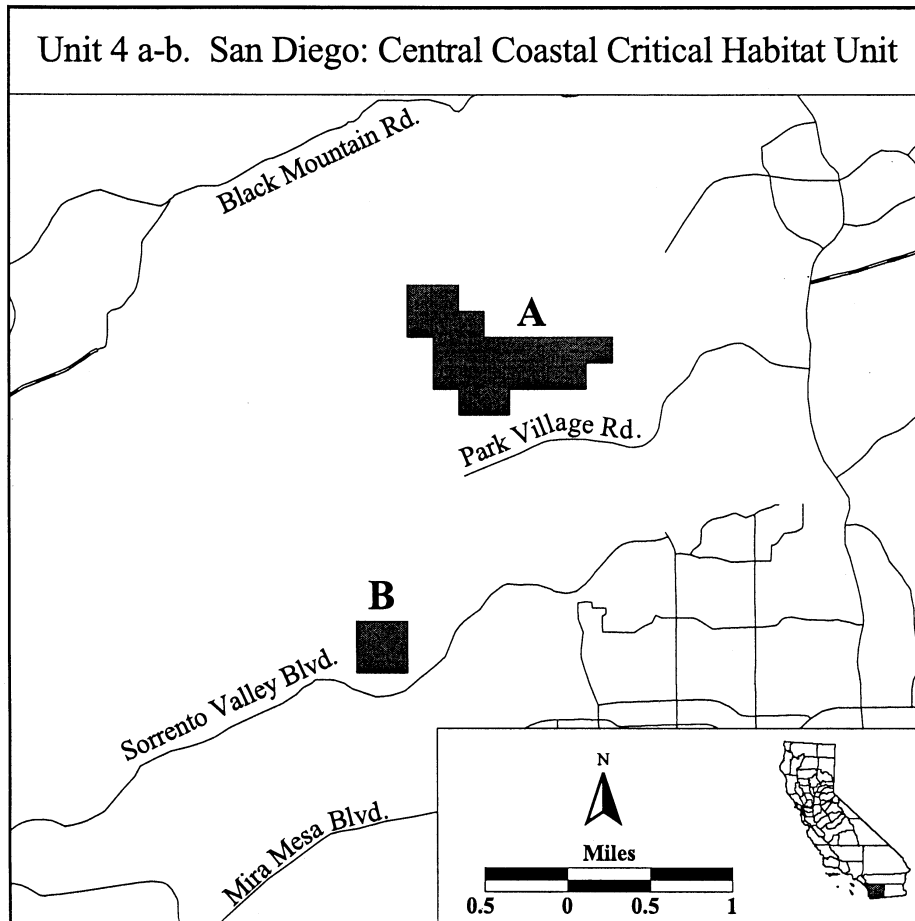 Unit 4 a-b. San Diego: Central Coastal Critical Habitat Unit
Black Mountain Rd.
A
Park Village Rd.
B
Sorrento Valley Blvd.
Mira Mesa Blvd.
N
Miles
0.5 0 0.5 1